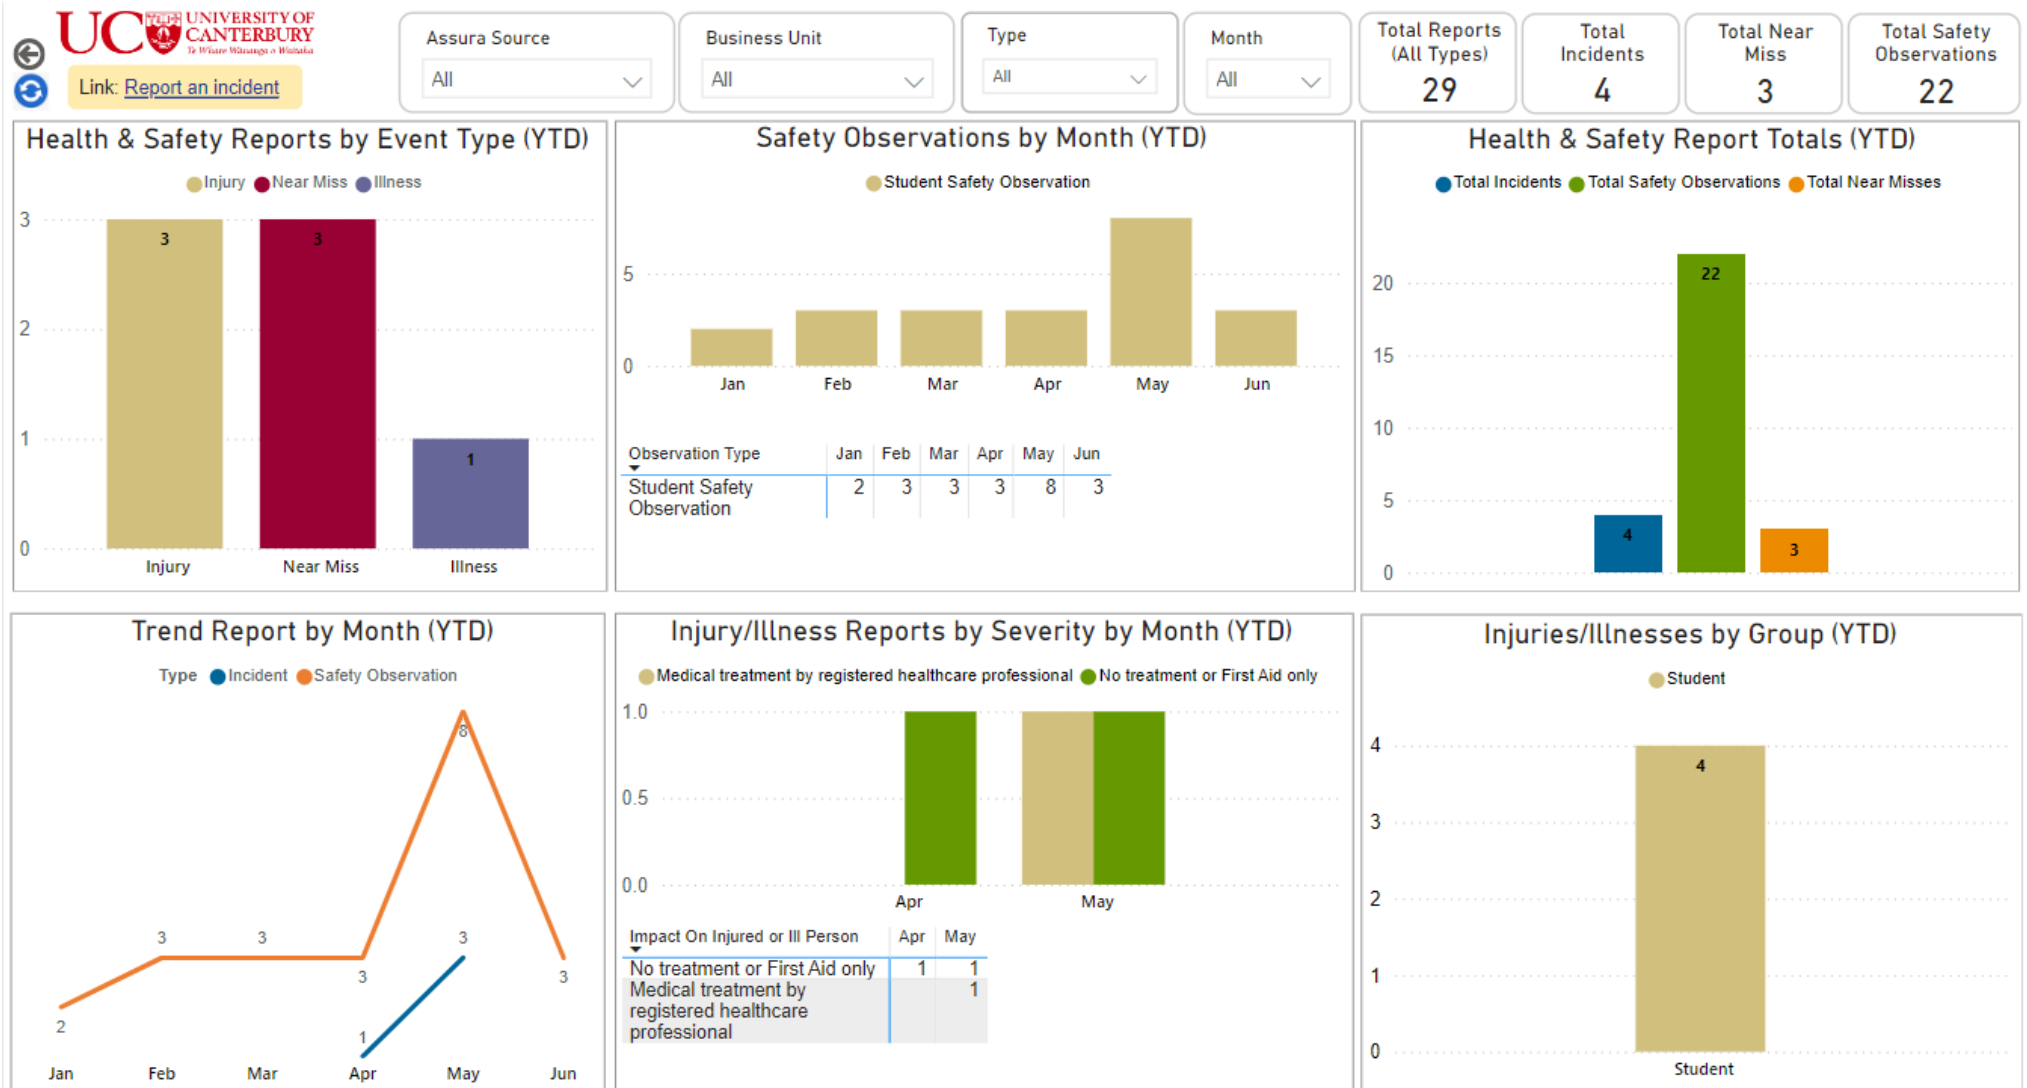 UC UNIVERSITY OF
CANTERBURY
Te Whare Wānanga o Waitaha
Link: Report an incident
Assura Source
All
Business Unit
All
Type
All
Month
All
Total Reports
(All Types)
29
Total
Incidents
4
Total Near
Miss
3
Total Safety
Observations
22
Health & Safety Reports by Event Type (YTD)
Injury Near Miss Illness
3
2
1
0
3
3
1
Injury Near Miss Illness
Safety Observations by Month (YTD)
Student Safety Observation
5
0
Jan Feb Mar Apr May Jun
Observation Type Jan Feb Mar Apr May Jun
Student Safety 2 3 3 3 8 3
Observation
Health & Safety Report Totals (YTD)
Total Incidents Total Safety Observations Total Near Misses
20
15
10
5
0
4
22
3
Trend Report by Month (YTD)
Type Incident Safety Observation
2
3
3
3
8
3
1
3
Jan Feb Mar Apr May Jun
Injury/Illness Reports by Severity by Month (YTD)
Medical treatment by registered healthcare professional No treatment or First Aid only
1.0
0.5
0.0
Apr May
Impact On Injured or Ill Person Apr May
No treatment or First Aid only 1 1
Medical treatment by 1
registered healthcare
professional
Injuries/Illnesses by Group (YTD)
Student
4
3
2
1
0
4
Student